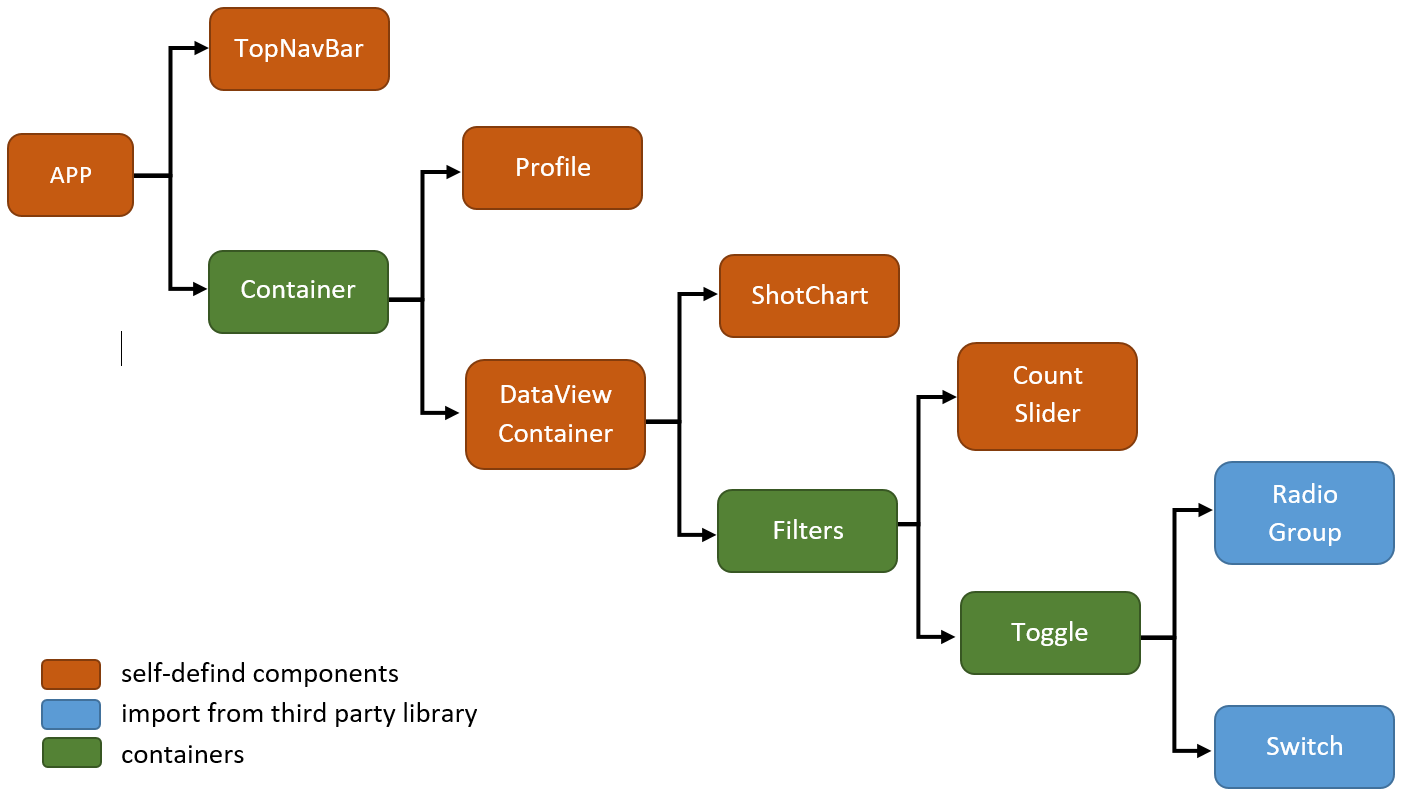 TopNavBar
APP
Profile
Container
ShotChart
DataView
Container
Count
Slider
Filters
Radio
Group
Toggle
Switch
self-defind components
import from third party library
containers